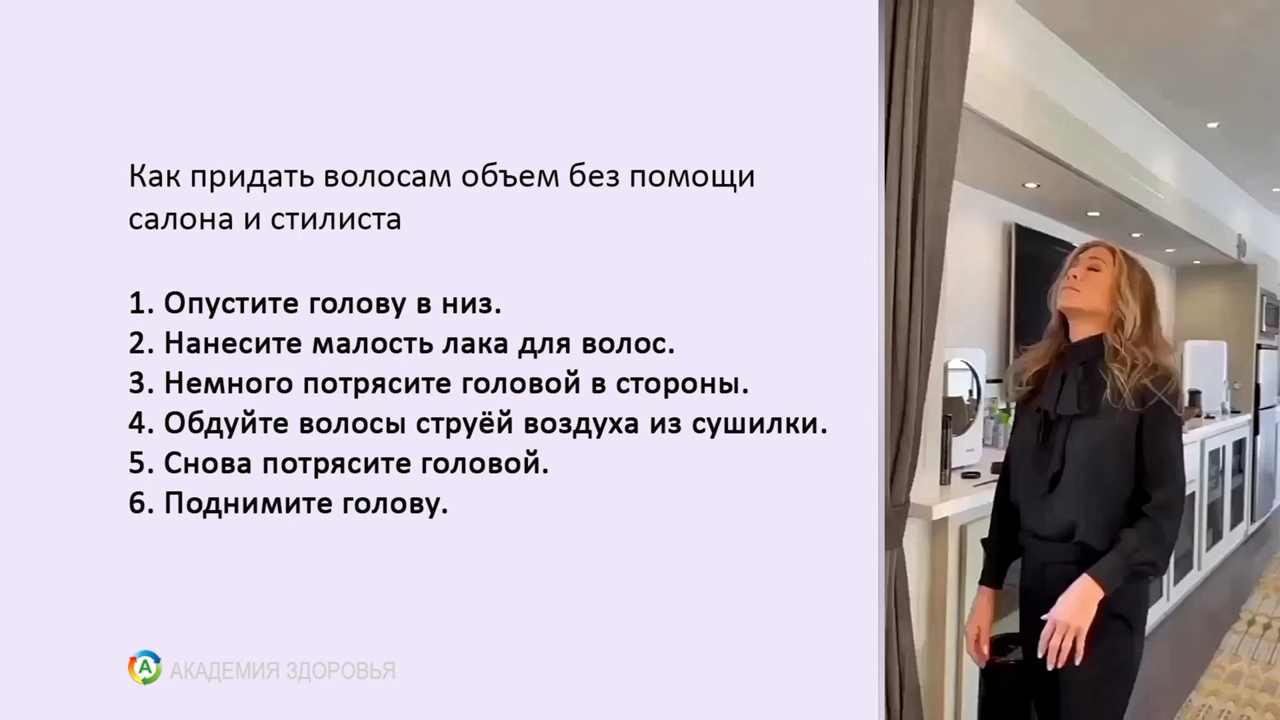 Как придать волосам объем без помощи
салона и стилиста
1. Опустите голову в низ.
2. Нанесите малость лака для волос.
3. Немного потрясите головой в стороны.
4. Обдуйте волосы струёй воздуха из сушилки.
5. Снова потрясите головой.
6. Поднимите голову.
А АКАДЕМИЯ ЗДОРОВЬЯ